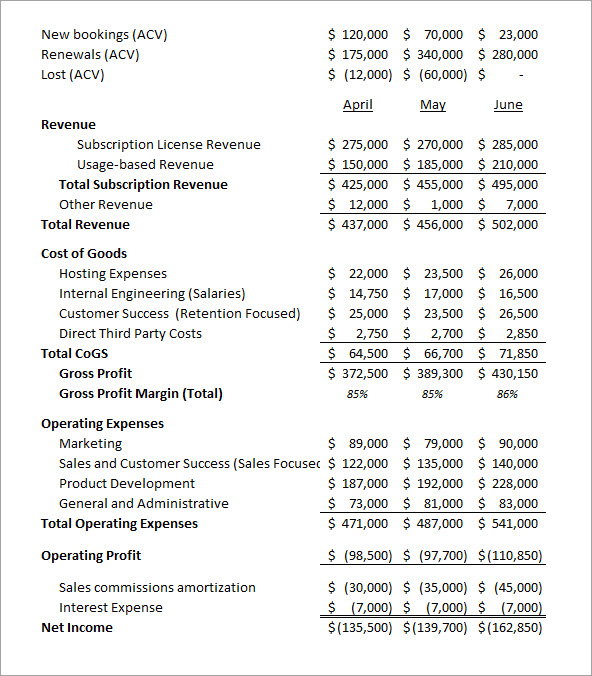 New bookings (ACV) $ 120,000 $ 70,000 $ 23,000
Renewals (ACV) $ 175,000 $ 340,000 $ 280,000
Lost (ACV) $ (12,000) $ (60,000) $ -
April May June
Revenue
Subscription License Revenue $ 275,000 $ 270,000 $ 285,000
Usage-based Revenue $ 150,000 $ 185,000 $ 210,000
Total Subscription Revenue $ 425,000 $ 455,000 $ 495,000
Other Revenue $ 12,000 $ 1,000 $ 7,000
Total Revenue $ 437,000 $ 456,000 $ 502,000
Cost of Goods
Hosting Expenses $ 22,000 $ 23,500 $ 26,000
Internal Engineering (Salaries) $ 14,750 $ 17,000 $ 16,500
Customer Success (Retention Focused) $ 25,000 $ 23,500 $ 26,500
Direct Third Party Costs $ 2,750 $ 2,700 $ 2,850
Total CoGS $ 64,500 $ 66,700 $ 71,850
Gross Profit $ 372,500 $ 389,300 $ 430,150
Gross Profit Margin (Total) 85% 85% 86%
Operating Expenses
Marketing $ 89,000 $ 79,000 $ 90,000
Sales and Customer Success (Sales Focused $ 122,000 $ 135,000 $ 140,000
Product Development $ 187,000 $ 192,000 $ 228,000
General and Administrative $ 73,000 $ 81,000 $ 83,000
Total Operating Expenses $ 471,000 $ 487,000 $ 541,000
Operating Profit $ (98,500) $ (97,700) $(110,850)
Sales commissions amortization $ (30,000) $ (35,000) $ (45,000)
Interest Expense $ (7,000) $ (7,000) $ (7,000)
Net Income $(135,500) $(139,700) $(162,850)